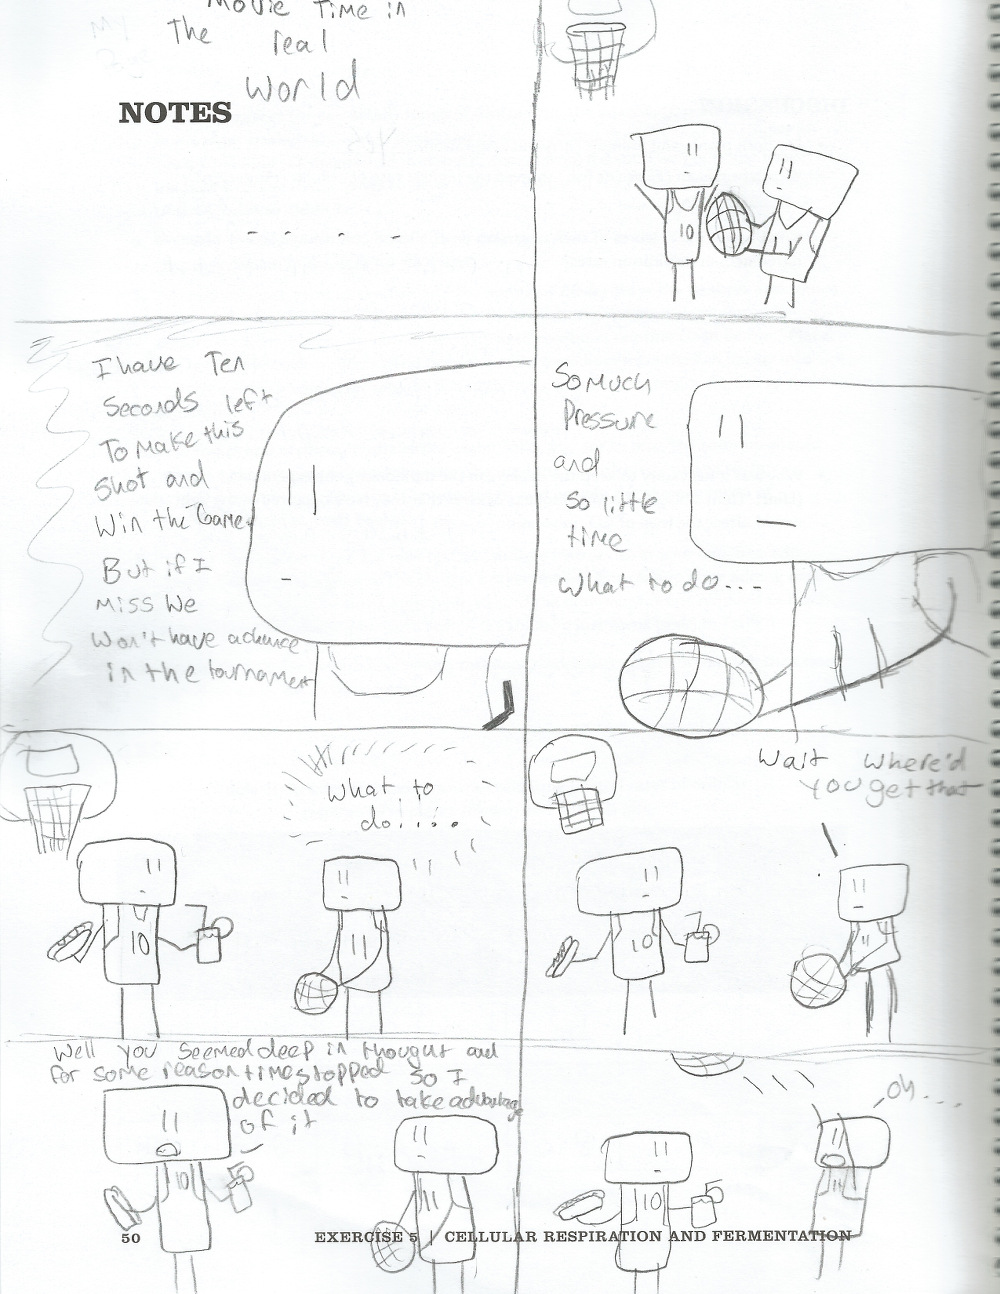 Movie Time in
The real
world
NOTES
10
11
I have Ten
Seconds left
To Make this
Shot and
Win the Game
But if I
Miss We
Won't have a chance
in the tournament
So Much
Pressure
and
So little
time
What to do...
What to
do.....
10
11
Wait Where'd
you get that
10
11
Well you Seemed deep in thought and
for some reason time stopped so I
decided to take advantage
of it
10
11
oh...
10
11
50
EXERCISE 5 | CELLULAR RESPIRATION AND FERMENTATION